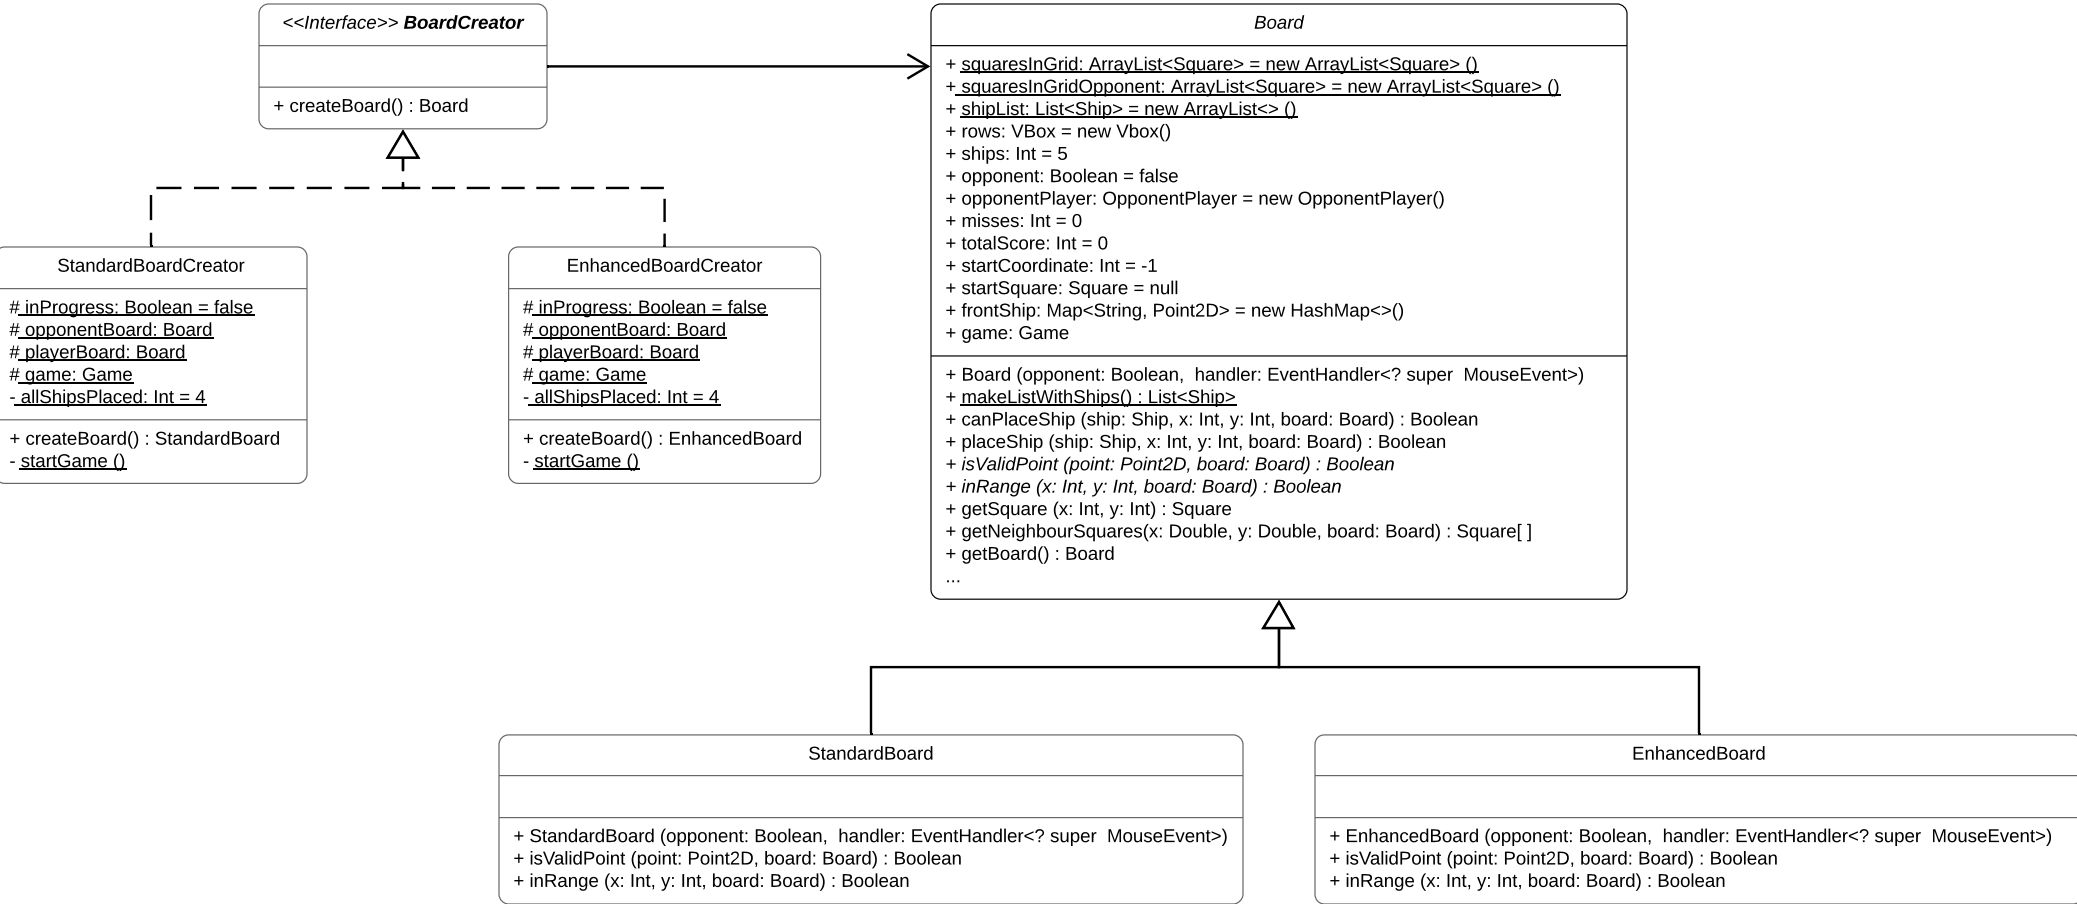 <<Interface>> BoardCreator
+ createBoard() : Board
Board
+ squaresInGrid: ArrayList<Square> = new ArrayList<Square> ()
+ squaresInGridOpponent: ArrayList<Square> = new ArrayList<Square> ()
+ shipList: List<Ship> = new ArrayList<> ()
+ rows: VBox = new Vbox()
+ ships: Int = 5
+ opponent: Boolean = false
+ opponentPlayer: OpponentPlayer = new OpponentPlayer()
+ misses: Int = 0
+ totalScore: Int = 0
+ startCoordinate: Int = -1
+ startSquare: Square = null
+ frontShip: Map<String, Point2D> = new HashMap<>()
+ game: Game
+ Board (opponent: Boolean,  handler: EventHandler<? super  MouseEvent>)
+ makeListWithShips() : List<Ship>
+ canPlaceShip (ship: Ship, x: Int, y: Int, board: Board) : Boolean
+ placeShip (ship: Ship, x: Int, y: Int, board: Board) : Boolean
+ isValidPoint (point: Point2D, board: Board) : Boolean
+ inRange (x: Int, y: Int, board: Board) : Boolean
+ getSquare (x: Int, y: Int) : Square
+ getNeighbourSquares(x: Double, y: Double, board: Board) : Square[ ]
+ getBoard() : Board
...
StandardBoardCreator
# inProgress: Boolean = false
# opponentBoard: Board
# playerBoard: Board
# game: Game
- allShipsPlaced: Int = 4
+ createBoard() : StandardBoard
- startGame ()
EnhancedBoardCreator
# inProgress: Boolean = false
# opponentBoard: Board
# playerBoard: Board
# game: Game
- allShipsPlaced: Int = 4
+ createBoard() : EnhancedBoard
- startGame ()
StandardBoard
+ StandardBoard (opponent: Boolean,  handler: EventHandler<? super  MouseEvent>)
+ isValidPoint (point: Point2D, board: Board) : Boolean
+ inRange (x: Int, y: Int, board: Board) : Boolean
EnhancedBoard
+ EnhancedBoard (opponent: Boolean,  handler: EventHandler<? super  MouseEvent>)
+ isValidPoint (point: Point2D, board: Board) : Boolean
+ inRange (x: Int, y: Int, board: Board) : Boolean